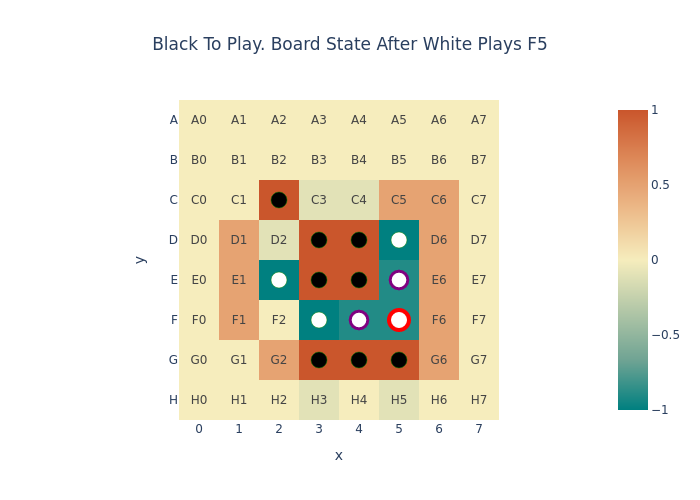 Black To Play. Board State After White Plays F5
A A0 A1 A2 A3 A4 A5 A6 A7
B B0 B1 B2 B3 B4 B5 B6 B7
C C0 C1 C3 C4 C5 C6 C7
D D0 D1 D2 D6 D7
E E0 E1 E6 E7
F F0 F1 F2 F6 F7
G G0 G1 G2 G6 G7
H H0 H1 H2 H3 H4 H5 H6 H7
0 1 2 3 4 5 6 7
x
y
1
0.5
0
−0.5
−1